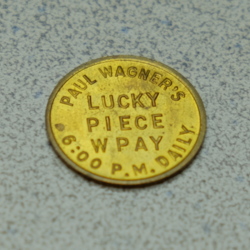 PAUL WAGNER'S
LUCKY
PIECE
W PAY
6:00 P.M. DAILY.